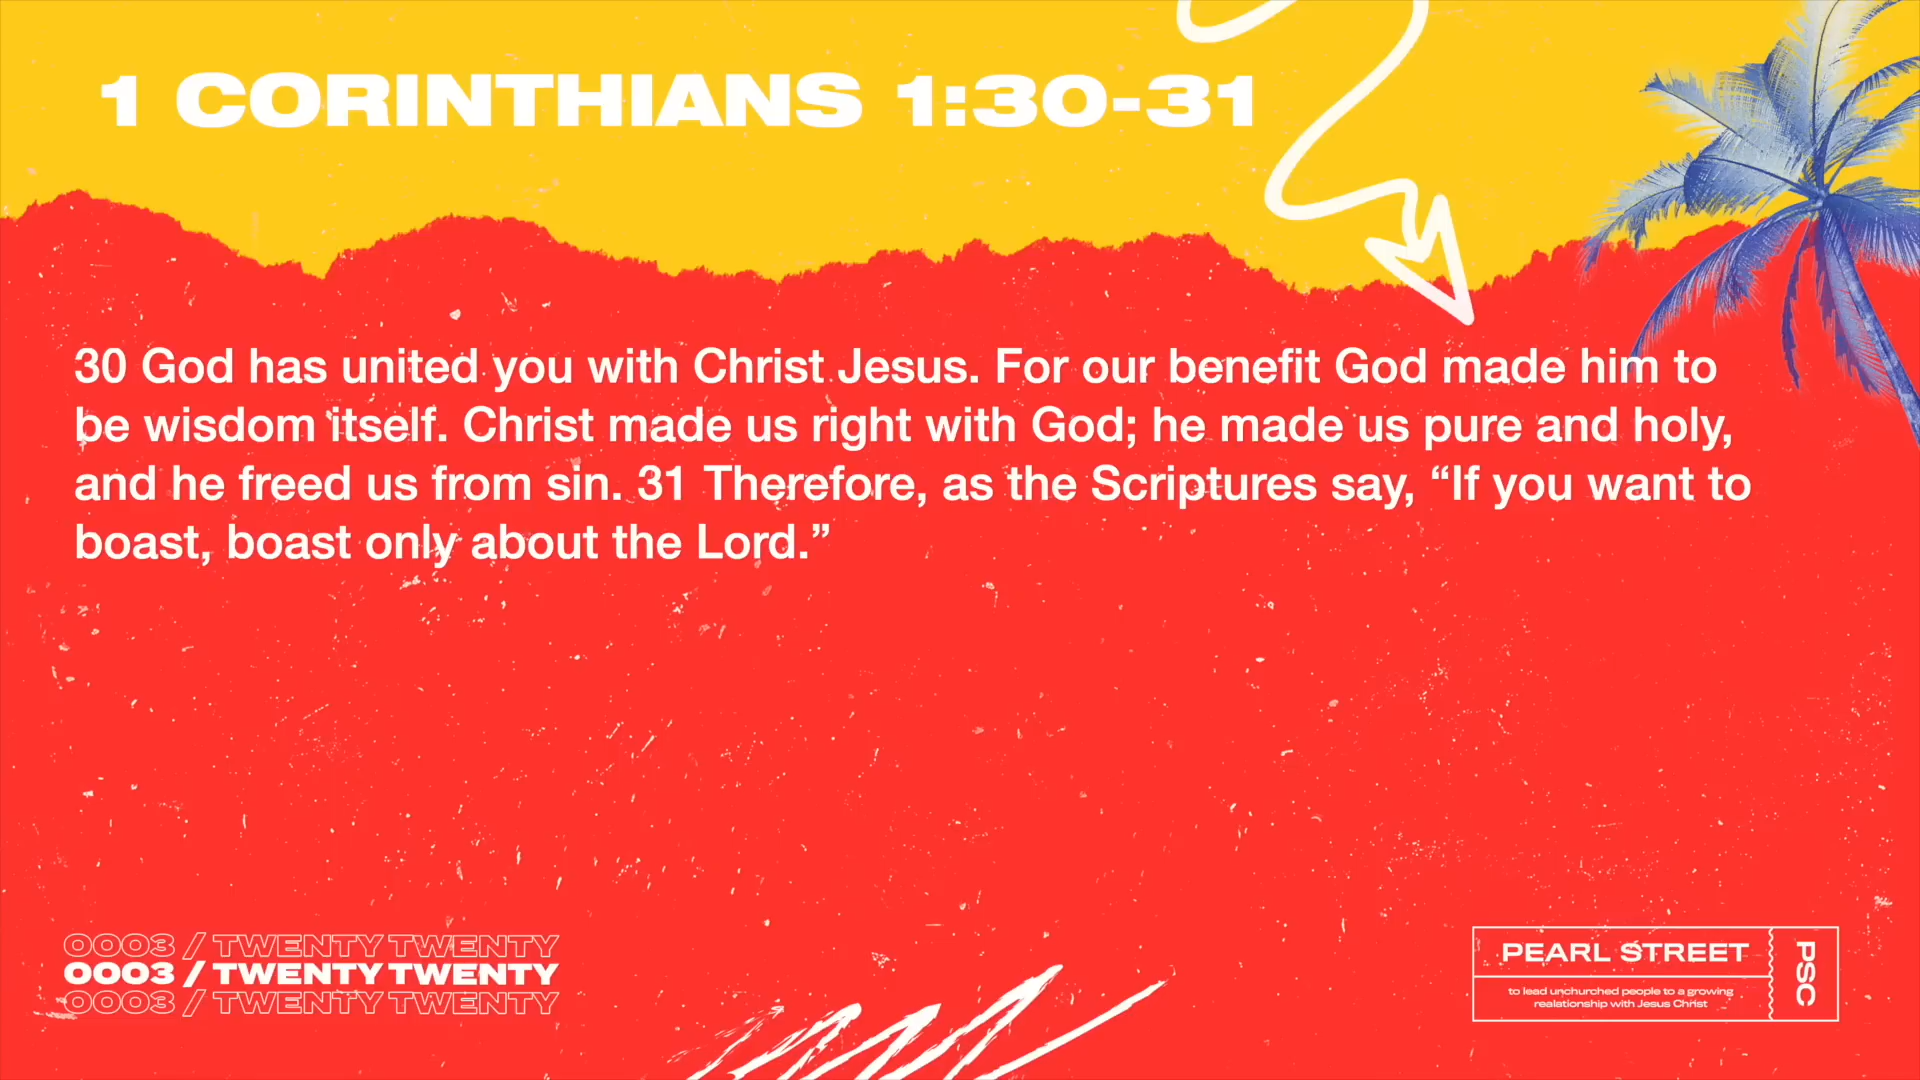 1 CORINTHIANS 1:30-31
30 God has united you with Christ Jesus. For our benefit God made him to
be wisdom itself. Christ made us right with God; he made us pure and holy,
and he freed us from sin. 31 Therefore, as the Scriptures say, “If you want to
boast, boast only about the Lord.”
0003 / TWENTY TWENTY
0003 / TWENTY TWENTY
0003 / TWENTY TWENTY
PEARL STREET
to lead unchurched people to a growing
realationship with Jesus Christ
PSC